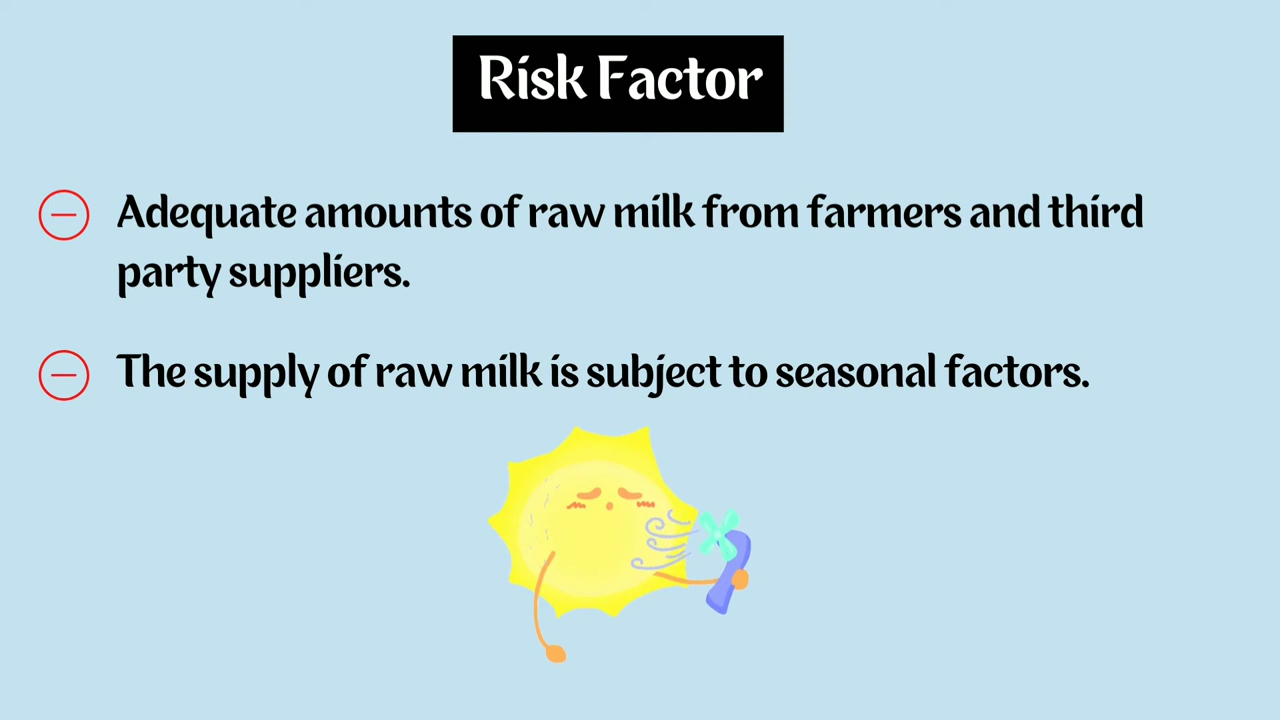 Risk Factor
Adequate amounts of raw milk from farmers and third
party suppliers.
The supply of raw milk is subject to seasonal factors.